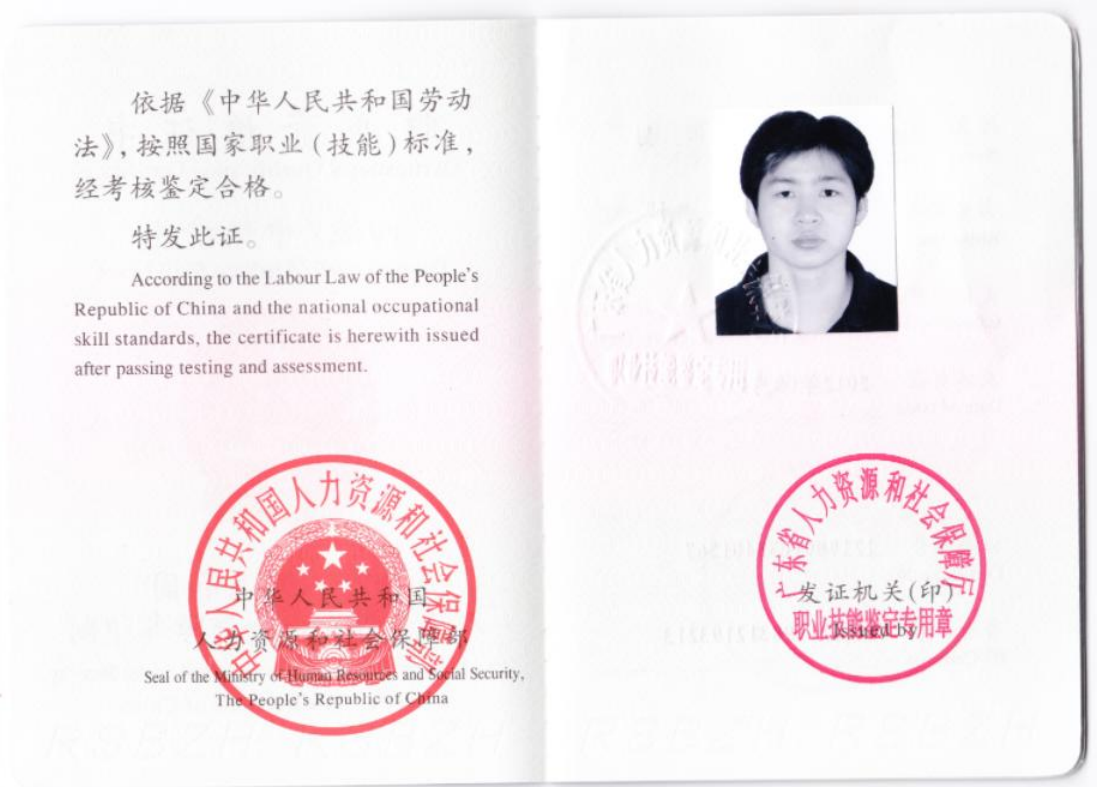 依据《中华人民共和国劳动
法》，按照国家职业(技能)标准，
经考核鉴定合格。
特发此证。
According to the Labour Law of the People's
Republic of China and the national occupational
skill standards, the certificate is herewith issued
after passing testing and assessment.
中华人民共和国人力资源和社会保障部
中华人民共和国
人力资源和社会保障部
Seal of the Ministry of Human Resources and Social Security,
The People's Republic of China
广东省人力资源和社会保障厅
发证机关(印)
职业技能鉴定专用章
Issued by